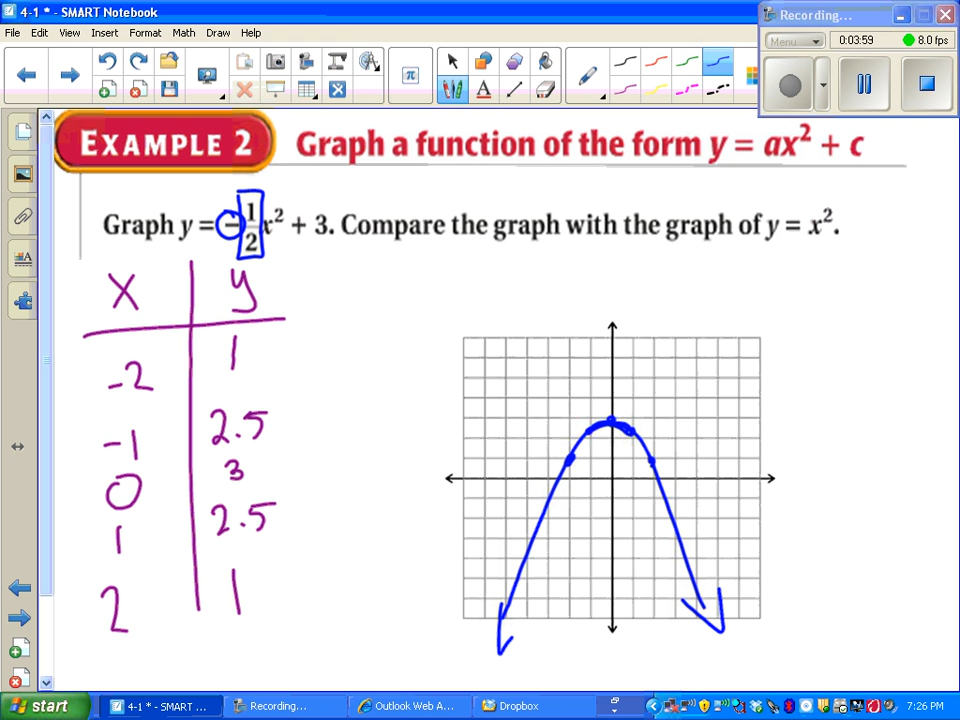 4-1 * - SMART Notebook
Recording...
File Edit View Insert Format Math Draw Help
Menu
0:03:59
8.0 fps
π
A
EXAMPLE 2
Graph a function of the form y = ax² + c
Graph y = −1/2x² + 3. Compare the graph with the graph of y = x².
x y
-2 1
-1 2.5
0 3
1 2.5
2 1
start
4-1 * - SMART ...
Recording...
Outlook Web A...
Dropbox
7:26 PM